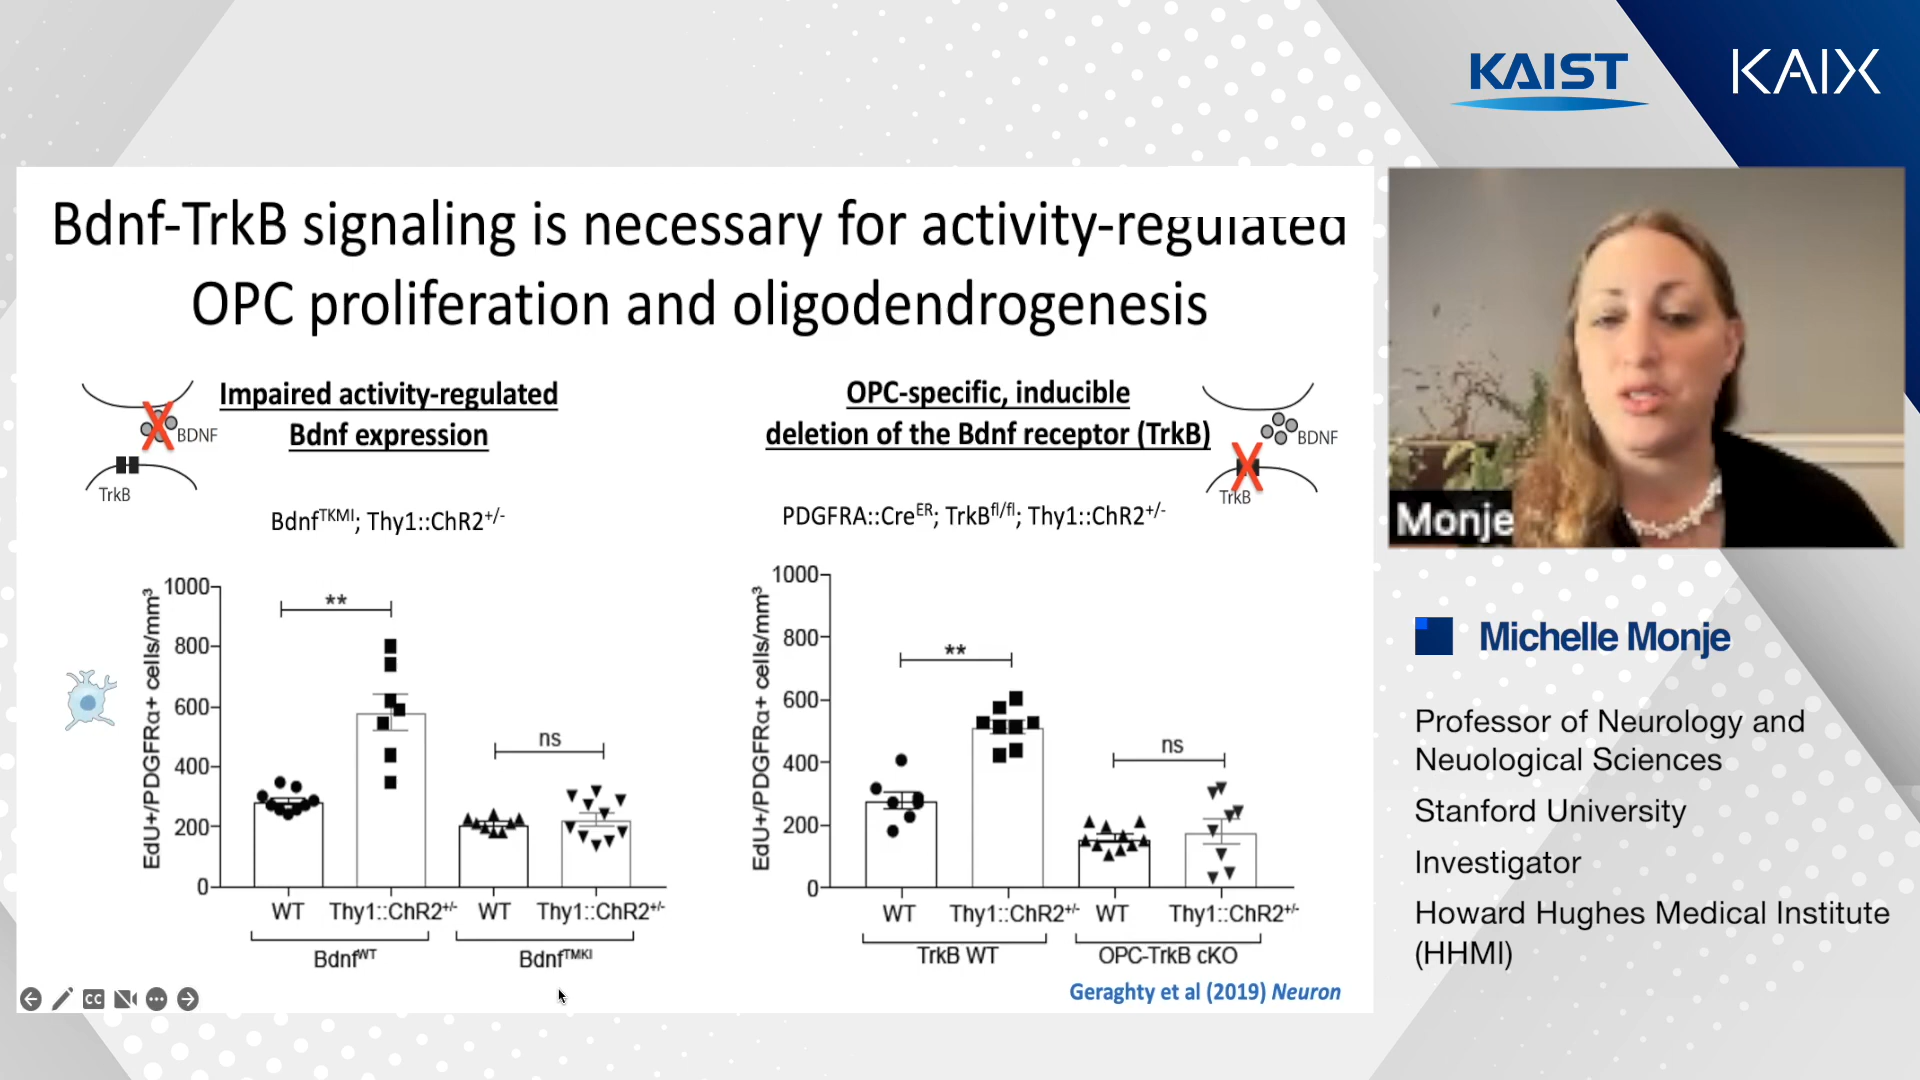 KAIST
KAIX
Bdnf-TrkB signaling is necessary for activity-regulated
OPC proliferation and oligodendrogenesis
Impaired activity-regulated
Bdnf expression
BDNF
TrkB
Bdnf^TKMI; Thy1::ChR2^+/-
EdU+/PDGFRα+ cells/mm³
1000
800
600
400
200
0
**
ns
WT
Thy1::ChR2^+/-
WT
Thy1::ChR2^+/-
Bdnf^WT
Bdnf^TMKI
OPC-specific, inducible
deletion of the Bdnf receptor (TrkB)
BDNF
TrkB
PDGFRA::Cre^ER; TrkB^fl/fl; Thy1::ChR2^+/-
EdU+/PDGFRα+ cells/mm³
1000
800
600
400
200
0
**
ns
WT
Thy1::ChR2^+/-
WT
Thy1::ChR2^+/-
TrkB WT
OPC-TrkB cKO
Geraghty et al (2019) Neuron
CC
Monje
Michelle Monje
Professor of Neurology and
Neuological Sciences
Stanford University
Investigator
Howard Hughes Medical Institute
(HHMI)